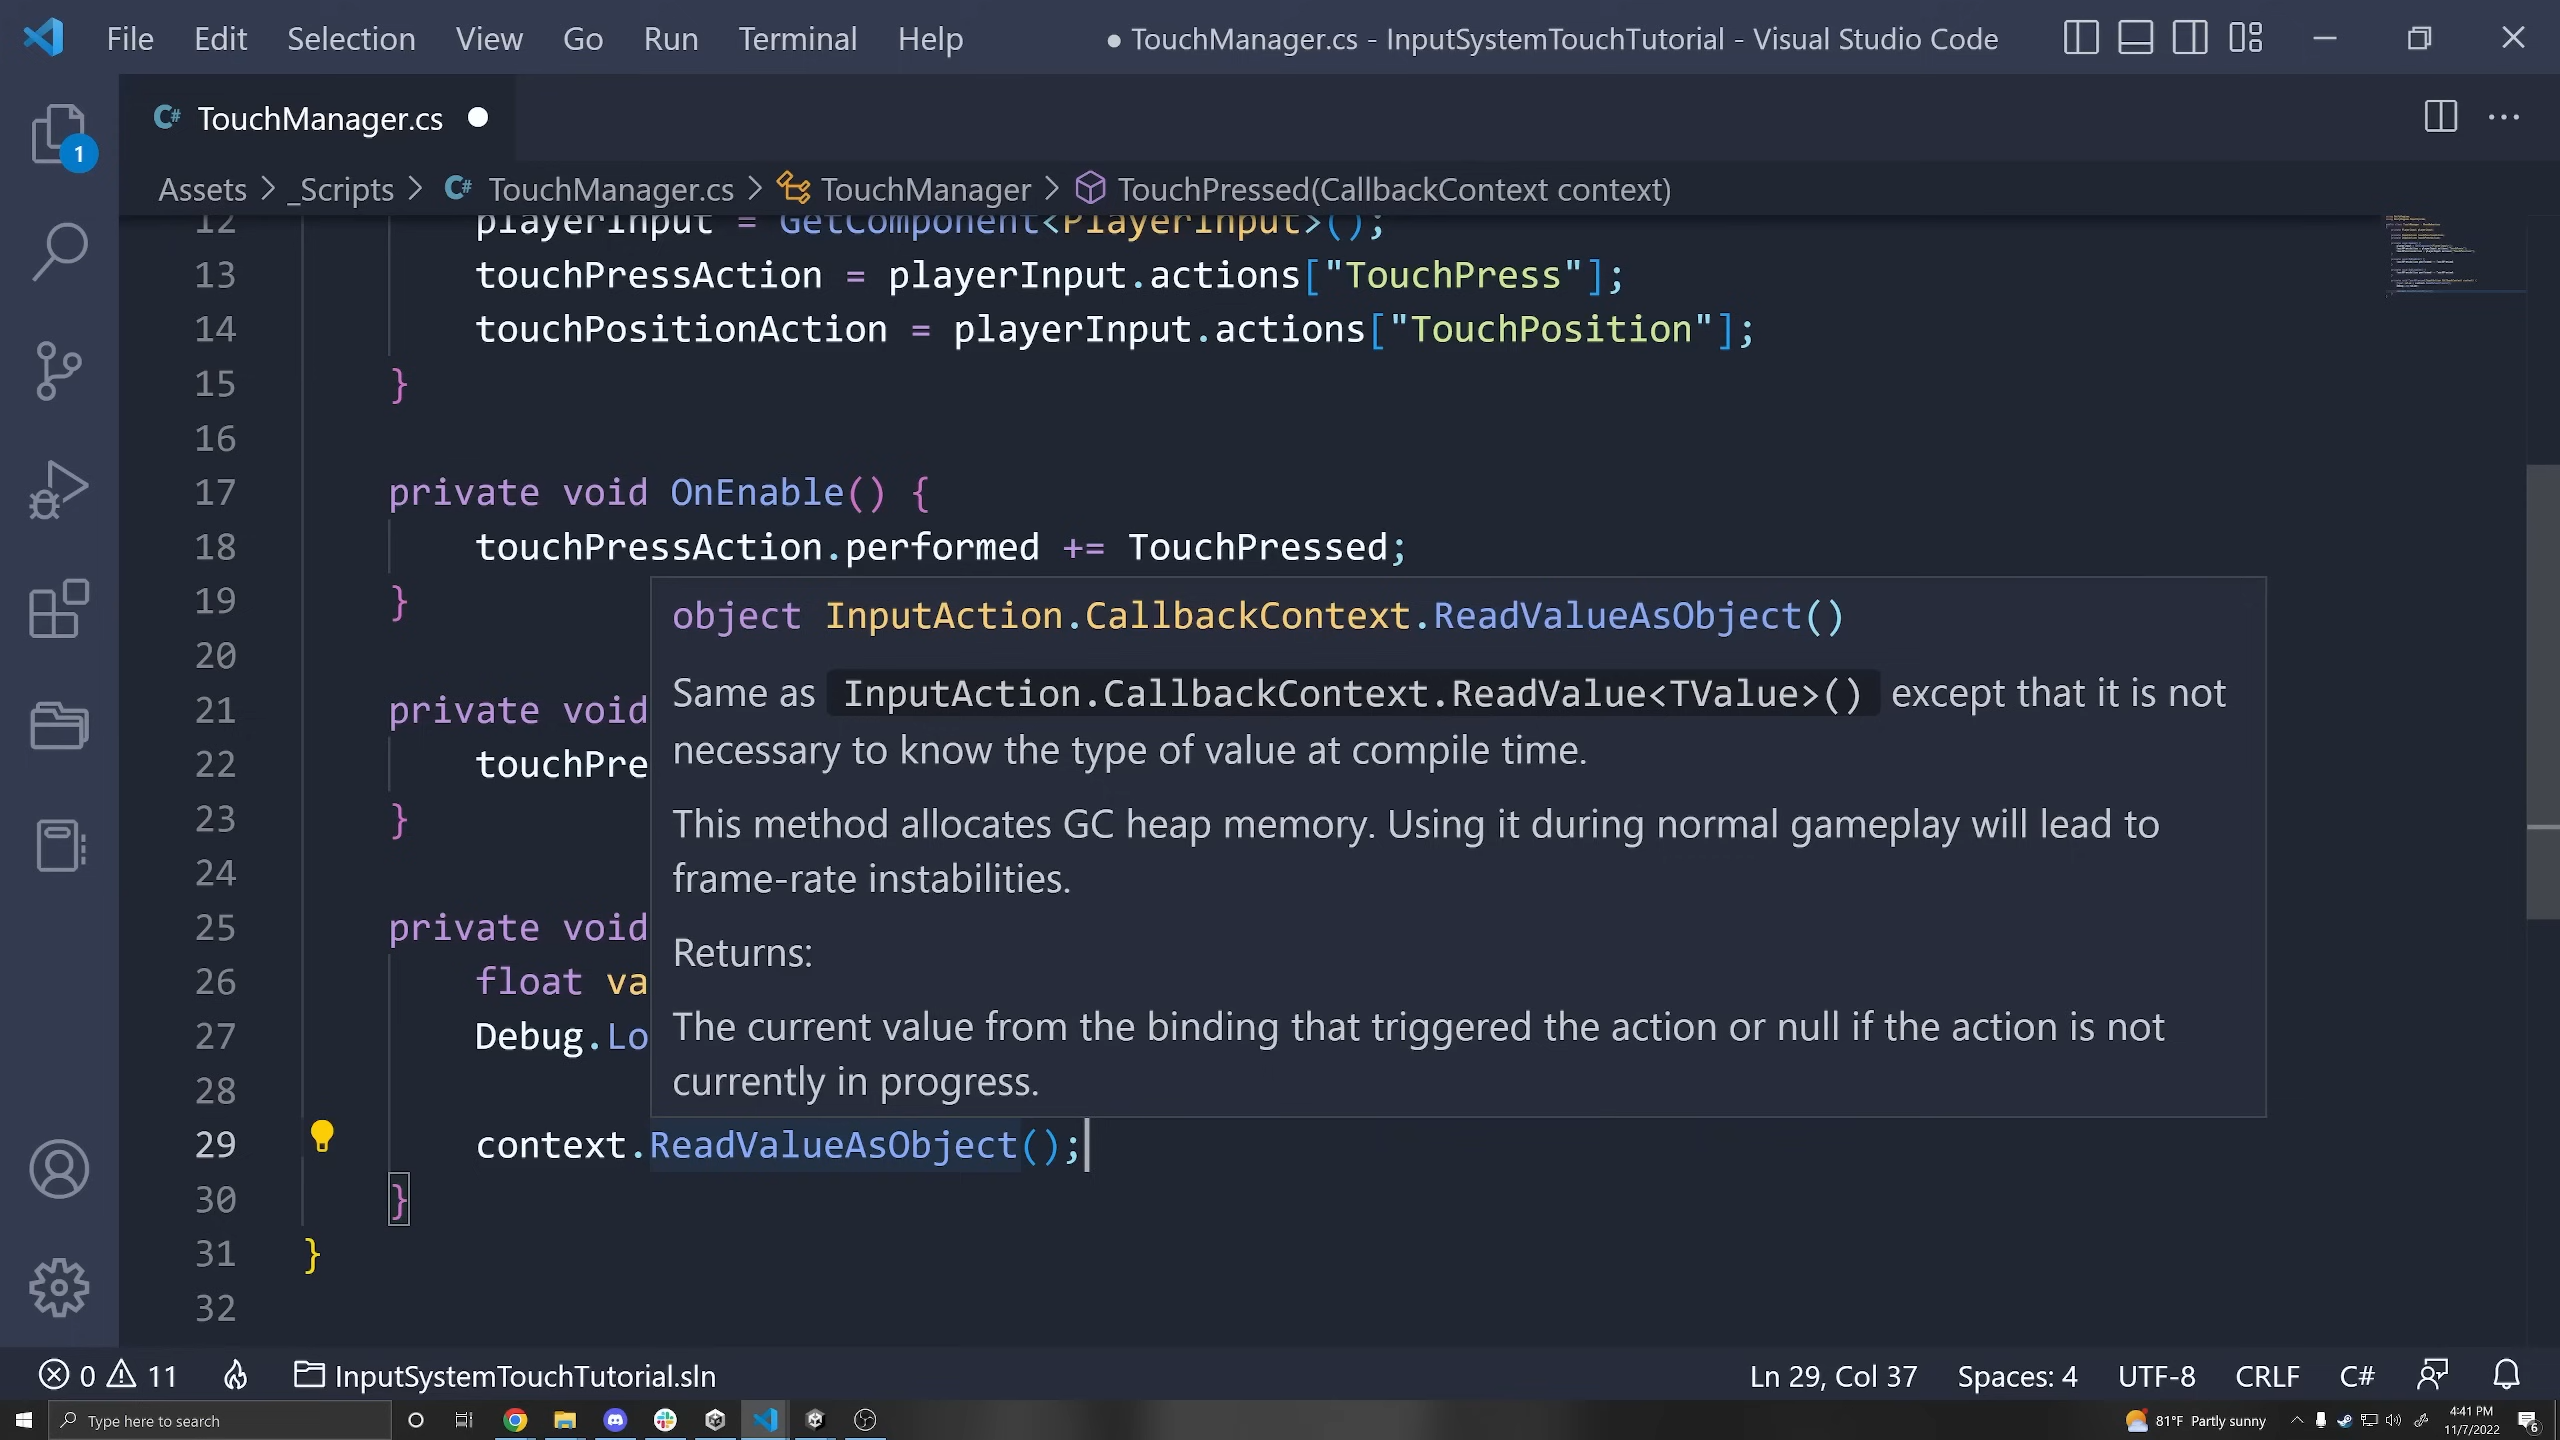 File Edit Selection View Go Run Terminal Help ● TouchManager.cs - InputSystemTouchTutorial - Visual Studio Code
C# TouchManager.cs ●
1
Assets > _Scripts > C# TouchManager.cs > TouchManager > TouchPressed(CallbackContext context)
12 playerInput = GetComponent<PlayerInput>();
13 touchPressAction = playerInput.actions["TouchPress"];
14 touchPositionAction = playerInput.actions["TouchPosition"];
15 }
16
17 private void OnEnable() {
18 touchPressAction.performed += TouchPressed;
19 }
object InputAction.CallbackContext.ReadValueAsObject()
20
Same as InputAction.CallbackContext.ReadValue<TValue>() except that it is not
21 private void
necessary to know the type of value at compile time.
22 touchPre
23 }
This method allocates GC heap memory. Using it during normal gameplay will lead to
24
frame-rate instabilities.
25 private void
Returns:
26 float va
27 Debug.Lo
The current value from the binding that triggered the action or null if the action is not
28
currently in progress.
29 context.ReadValueAsObject();
30 }
31 }
32
0 11 InputSystemTouchTutorial.sln Ln 29, Col 37 Spaces: 4 UTF-8 CRLF C#
Type here to search 81°F Partly sunny 4:41 PM
11/7/2022 6